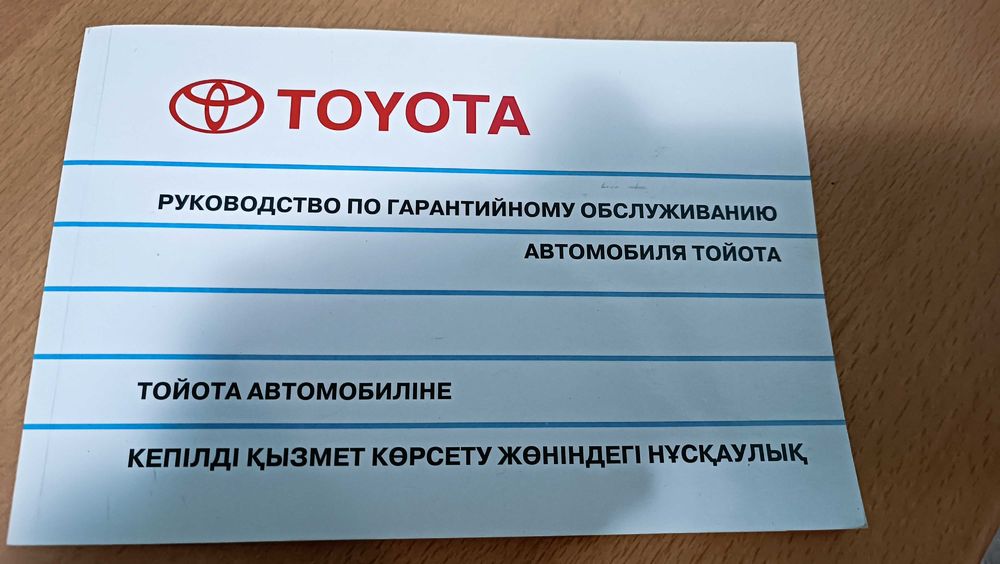 TOYOTA
РУКОВОДСТВО ПО ГАРАНТИЙНОМУ ОБСЛУЖИВАНИЮ
АВТОМОБИЛЯ ТОЙОТА
ТОЙОТА АВТОМОБИЛІНЕ
КЕПІЛДІ ҚЫЗМЕТ КӨРСЕТУ ЖӨНІНДЕГІ НҰСҚАУЛЫҚ